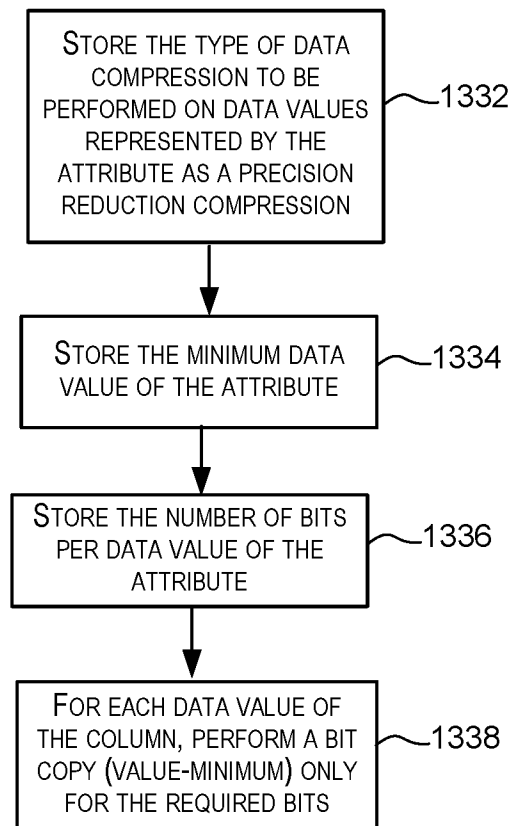 STORE THE TYPE OF DATA
COMPRESSION TO BE
PERFORMED ON DATA VALUES
REPRESENTED BY THE
ATTRIBUTE AS A PRECISION
REDUCTION COMPRESSION
1332
STORE THE MINIMUM DATA
VALUE OF THE ATTRIBUTE
1334
STORE THE NUMBER OF BITS
PER DATA VALUE OF THE
ATTRIBUTE
1336
FOR EACH DATA VALUE OF
THE COLUMN, PERFORM A BIT
COPY (VALUE-MINIMUM) ONLY
FOR THE REQUIRED BITS
1338